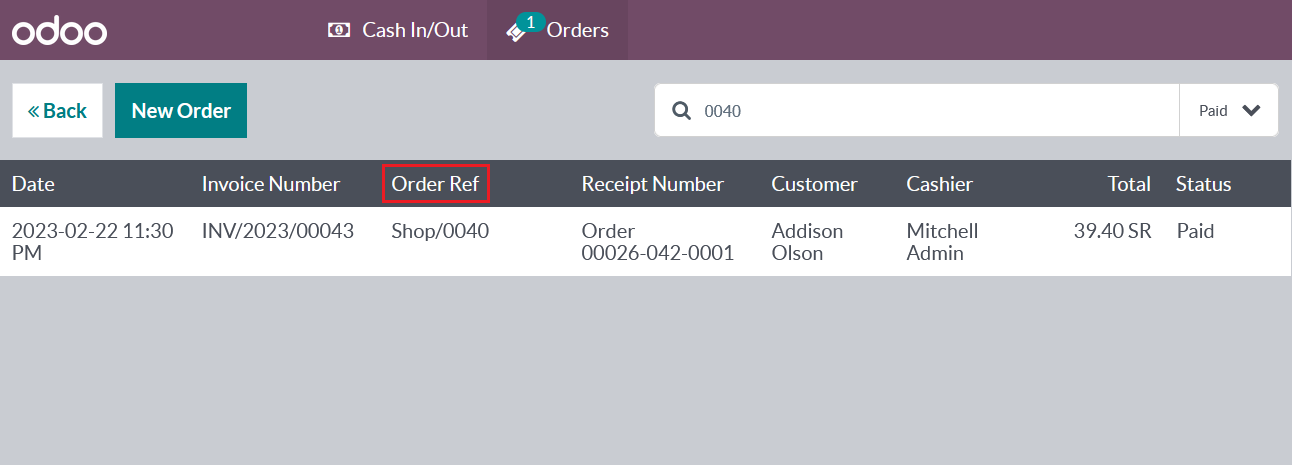 odoo Cash In/Out 1 Orders
« Back New Order 0040 Paid
Date Invoice Number Order Ref Receipt Number Customer Cashier Total Status
2023-02-22 11:30 INV/2023/00043 Shop/0040 Order Addison Mitchell 39.40 SR Paid
PM 00026-042-0001 Olson Admin